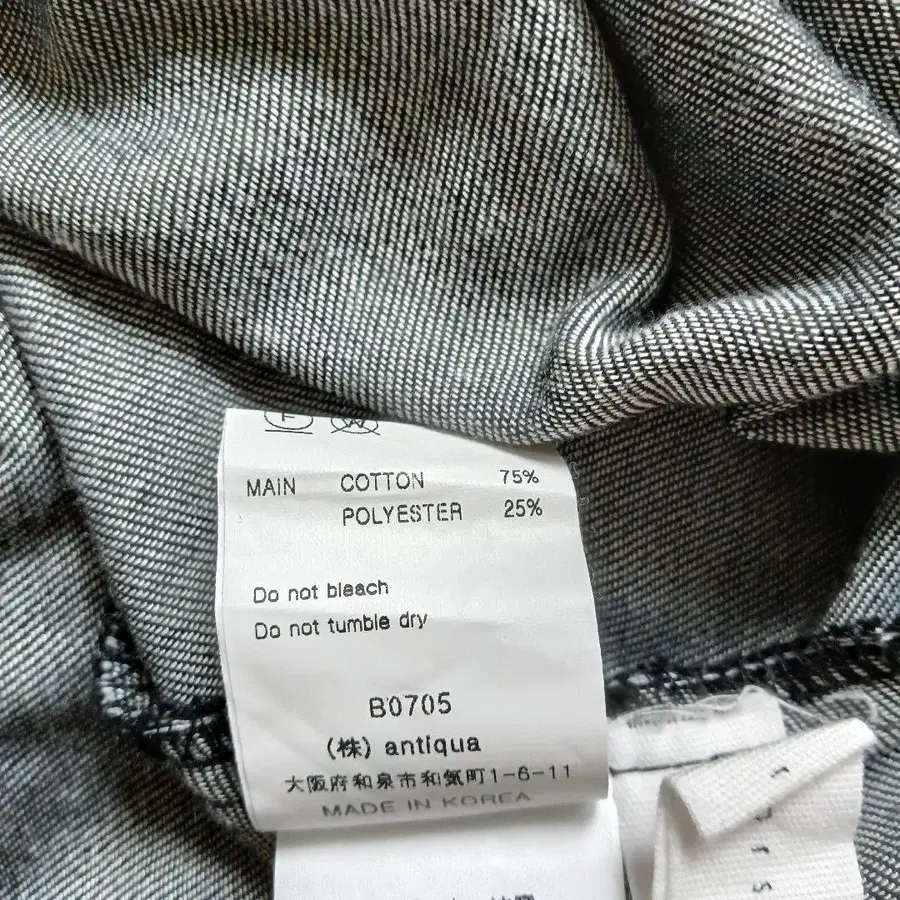 F W
MAIN COTTON 75%
POLYESTER 25%
Do not bleach
Do not tumble dry
B0705
(株) antiqua
大阪府和泉市和気町1-6-11
MADE IN KOREA